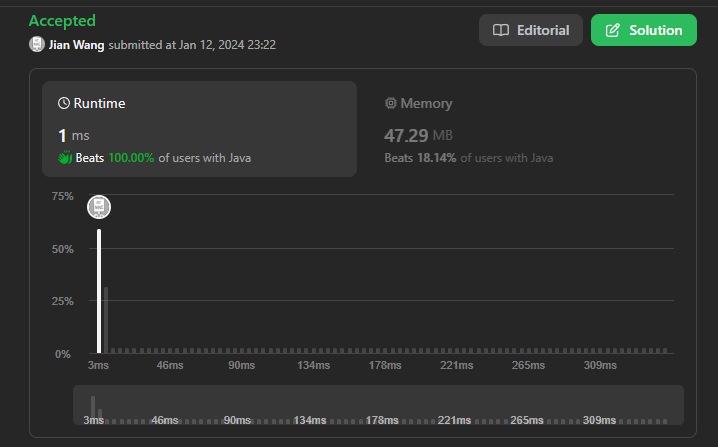 Accepted
Jian Wang submitted at Jan 12, 2024 23:22
Editorial
Solution
Runtime
1 ms
Beats 100.00% of users with Java
Memory
47.29 MB
Beats 18.14% of users with Java
75%
50%
25%
0%
3ms 46ms 90ms 134ms 178ms 221ms 265ms 309ms
3ms 46ms 90ms 134ms 178ms 221ms 265ms 309ms